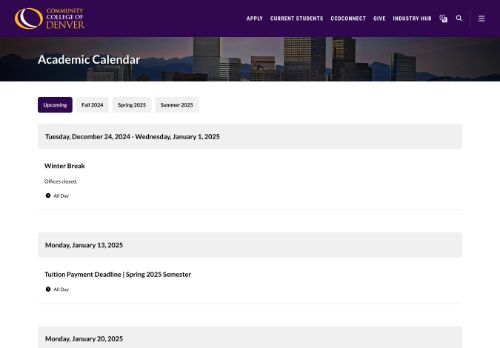 COMMUNITY
COLLEGE OF
DENVER
APPLY CURRENT STUDENTS CCDCONNECT GIVE INDUSTRY HUB
Academic Calendar
Upcoming Fall 2024 Spring 2025 Summer 2025
Tuesday, December 24, 2024 - Wednesday, January 1, 2025
Winter Break
Offices closed.
All Day
Monday, January 13, 2025
Tuition Payment Deadline | Spring 2025 Semester
All Day
Monday, January 20, 2025